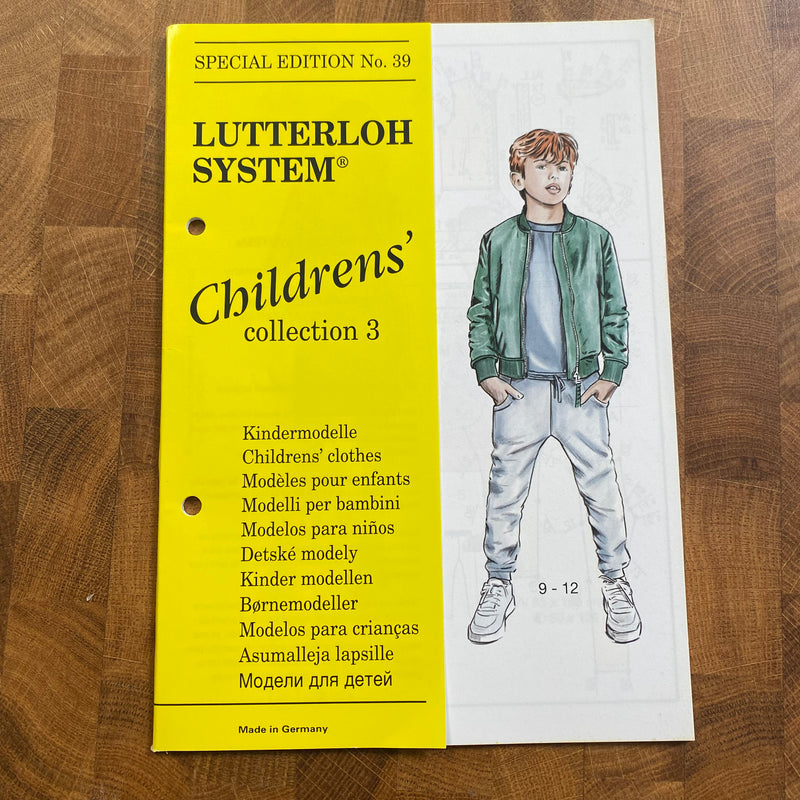 SPECIAL EDITION No. 39
LUTTERLOH
SYSTEM®
Childrens'
collection 3
Kindermodelle
Childrens' clothes
Modèles pour enfants
Modelli per bambini
Modelos para niños
Detské modely
Kinder modellen
Børnemodeller
Modelos para crianças
Asumalleja lapsille
Модели для детей
Made in Germany
9 - 12